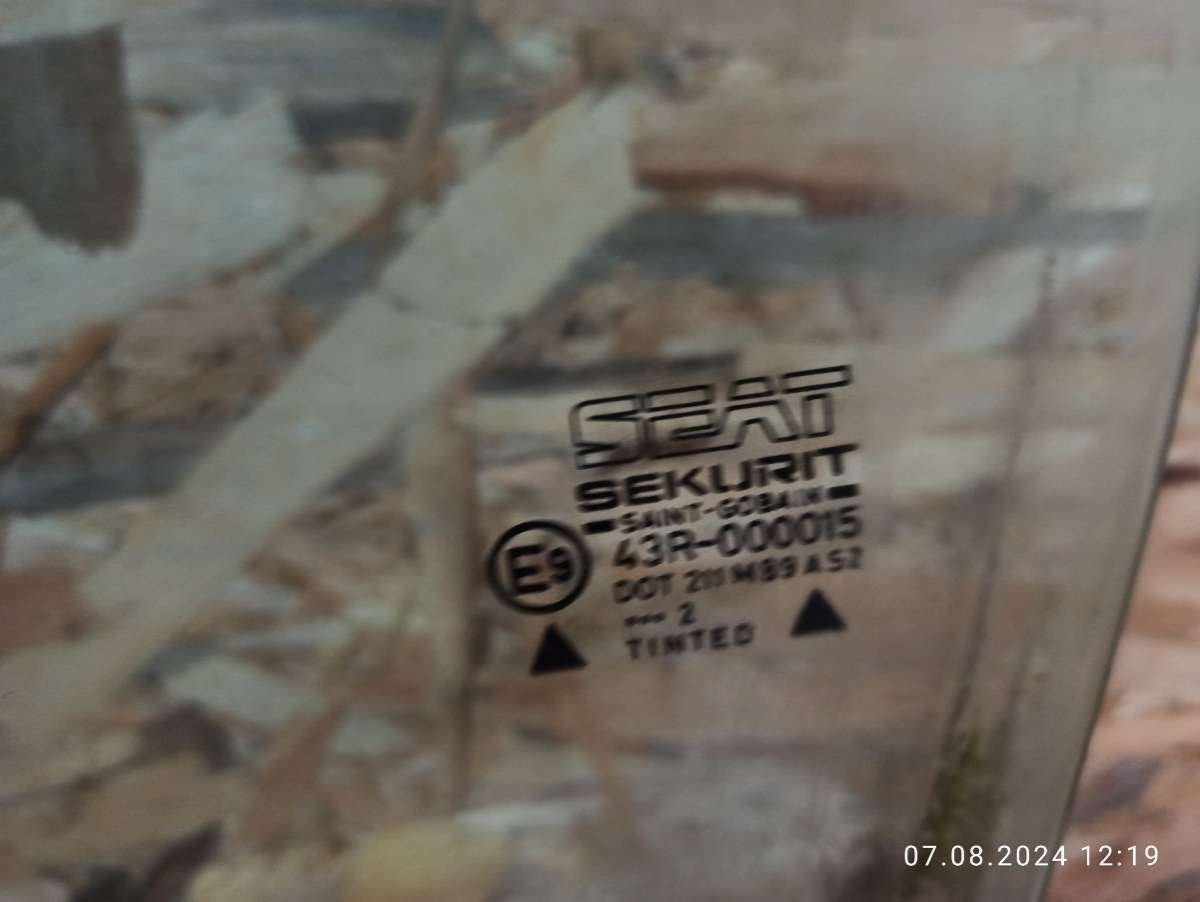 SEAT
SEKURIT
SAINT-GOBAIN
E9
43R-000015
DOT 211 M89 AS2
--- 2
TINTED
07.08.2024 12:19